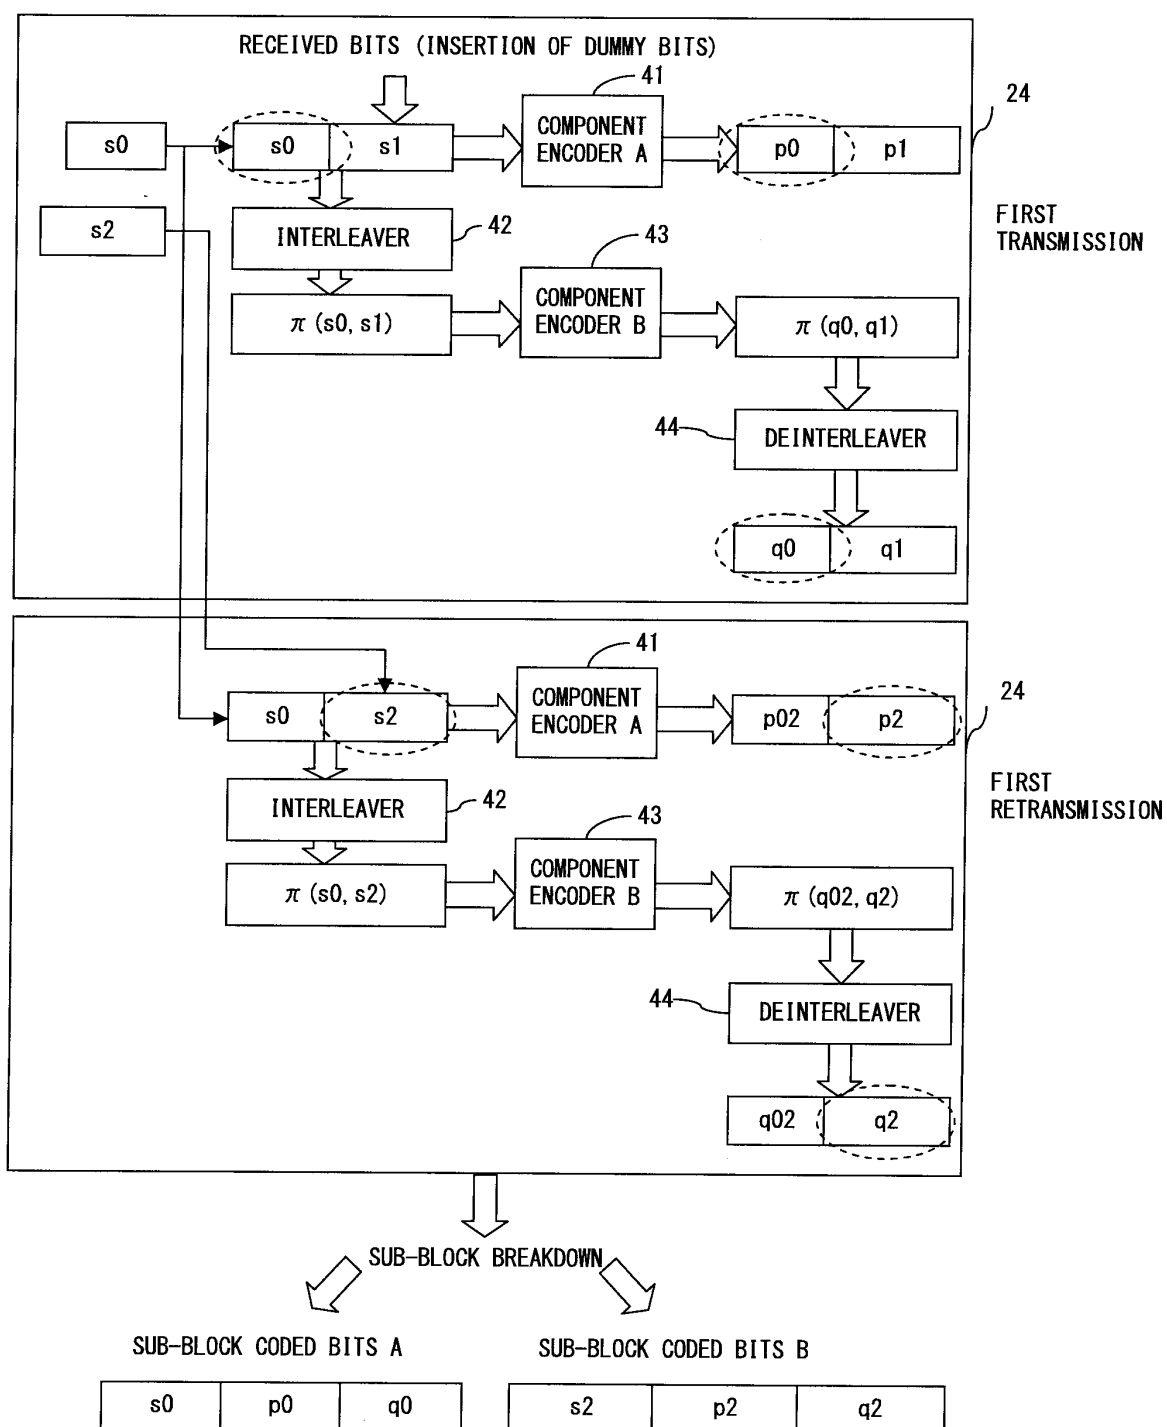 RECEIVED BITS (INSERTION OF DUMMY BITS)
41
24
s0
s0
s1
COMPONENT
ENCODER A
p0
p1
s2
INTERLEAVER
42
43
FIRST
TRANSMISSION
π (s0, s1)
COMPONENT
ENCODER B
π (q0, q1)
44
DEINTERLEAVER
q0
q1
41
24
s0
s2
COMPONENT
ENCODER A
p02
p2
INTERLEAVER
42
43
FIRST
RETRANSMISSION
π (s0, s2)
COMPONENT
ENCODER B
π (q02, q2)
44
DEINTERLEAVER
q02
q2
SUB-BLOCK BREAKDOWN
SUB-BLOCK CODED BITS A
SUB-BLOCK CODED BITS B
s0
p0
q0
s2
p2
q2